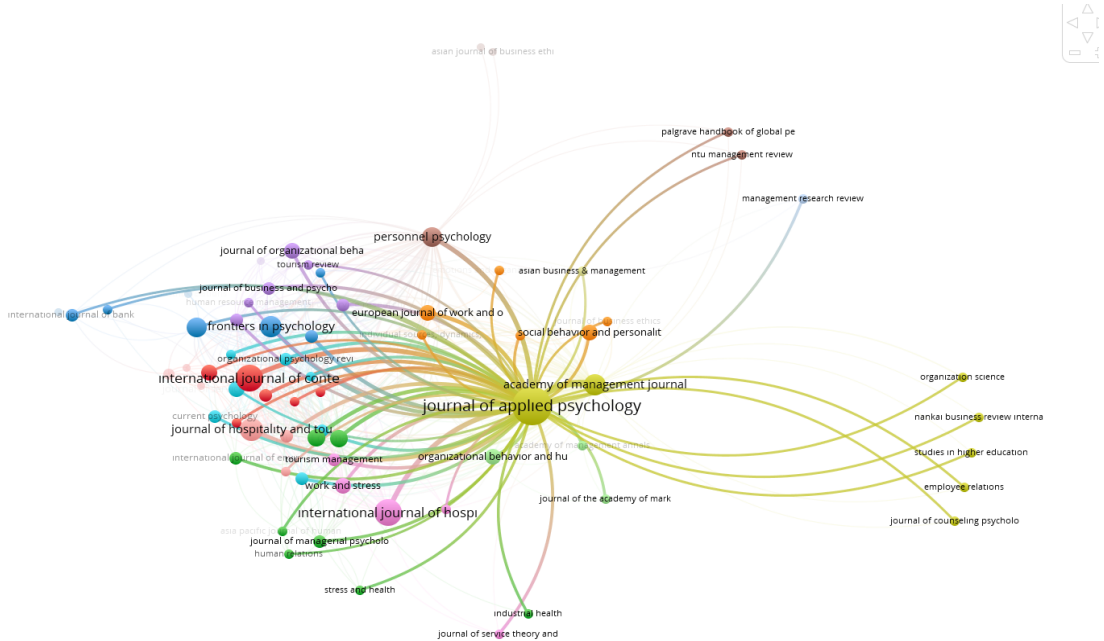 asian journal of business ethi
palgrave handbook of global pe
ntu management review
management research review
personnel psychology
journal of organizational beha
tourism review
asian business & management
journal of business and psycho
human resource management
international journal of bank
european journal of work and o
journal of business ethics
frontiers in psychology
individual sources dynamics
social behavior and personalit
organizational psychology revi
international journal of conte
academy of management journal
organization science
journal of applied psychology
current psychology
nankai business review interna
journal of hospitality and tou
academy of management annals
studies in higher education
international journal of e
tourism management
organizational behavior and hu
work and stress
employee relations
journal of the academy of mark
international journal of hospi
journal of counseling psycholo
asia pacific journal of human
journal of managerial psycholo
human relations
stress and health
industrial health
journal of service theory and